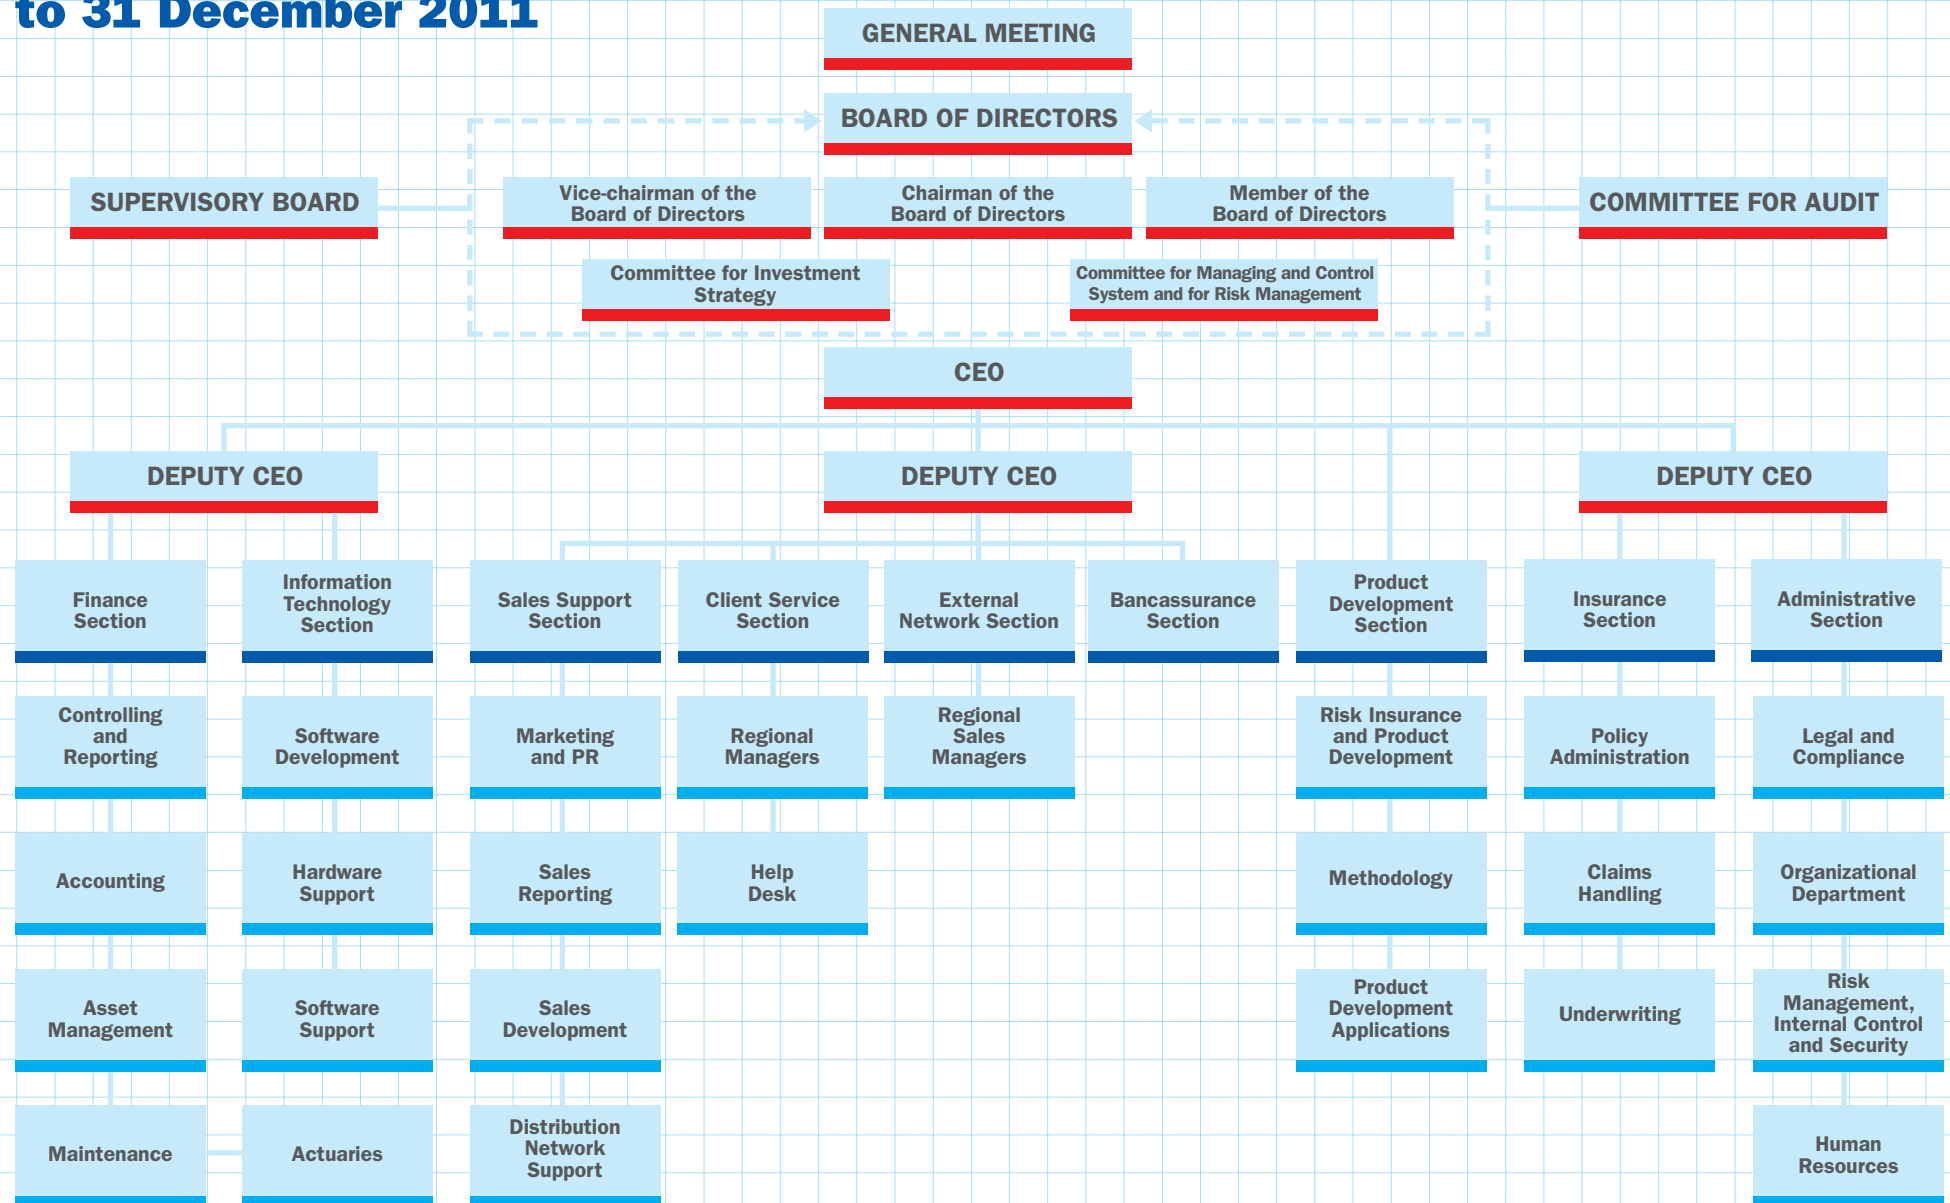 to 31 December 2011
GENERAL MEETING
BOARD OF DIRECTORS
SUPERVISORY BOARD
Vice-chairman of the
Board of Directors
Chairman of the
Board of Directors
Member of the
Board of Directors
COMMITTEE FOR AUDIT
Committee for Investment
Strategy
Committee for Managing and Control
System and for Risk Management
CEO
DEPUTY CEO
DEPUTY CEO
DEPUTY CEO
Finance
Section
Information
Technology
Section
Sales Support
Section
Client Service
Section
External
Network Section
Bancassurance
Section
Product
Development
Section
Insurance
Section
Administrative
Section
Controlling
and
Reporting
Software
Development
Marketing
and PR
Regional
Managers
Regional
Sales
Managers
Risk Insurance
and Product
Development
Policy
Administration
Legal and
Compliance
Accounting
Hardware
Support
Sales
Reporting
Help
Desk
Methodology
Claims
Handling
Organizational
Department
Asset
Management
Software
Support
Sales
Development
Product
Development
Applications
Underwriting
Risk
Management,
Internal Control
and Security
Maintenance
Actuaries
Distribution
Network
Support
Human
Resources